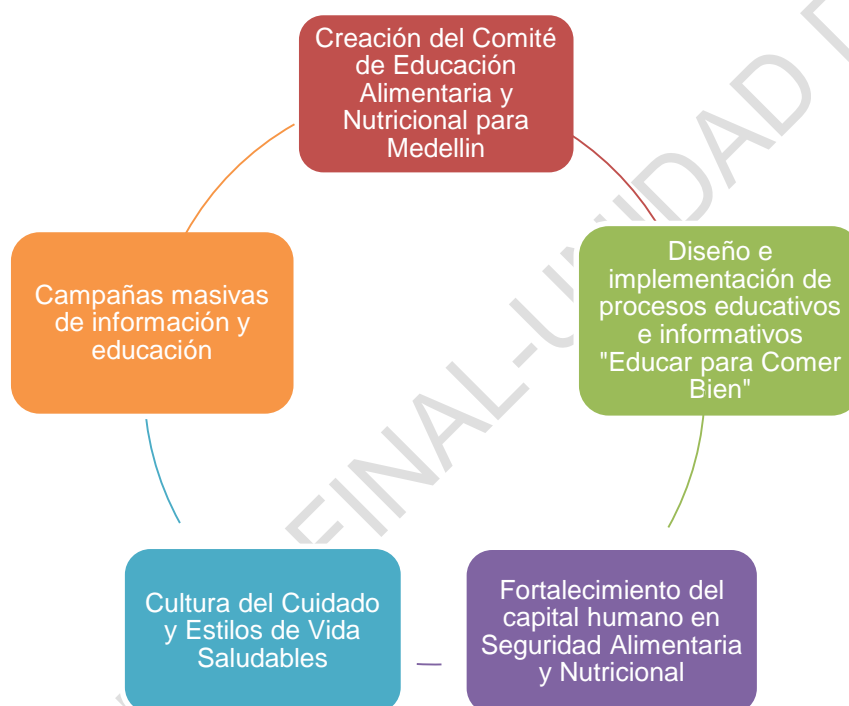 Creación del Comité
de Educación
Alimentaria y
Nutricional para
Medellin
Diseño e
implementación de
procesos educativos
e informativos
"Educar para Comer
Bien"
Fortalecimiento del
capital humano en
Seguridad Alimentaria
y Nutricional
Cultura del Cuidado
y Estilos de Vida
Saludables
Campañas masivas
de información y
educación
FINAL-UNIDAD